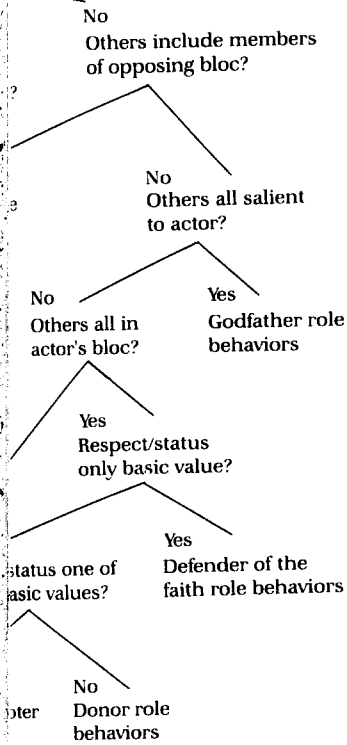 No
Others include members
of opposing bloc?
?
No
Others all salient
to actor?
No
Others all in
actor's bloc?
Yes
Godfather role
behaviors
Yes
Respect/status
only basic value?
status one of
asic values?
Yes
Defender of the
faith role behaviors
No
Donor role
behaviors